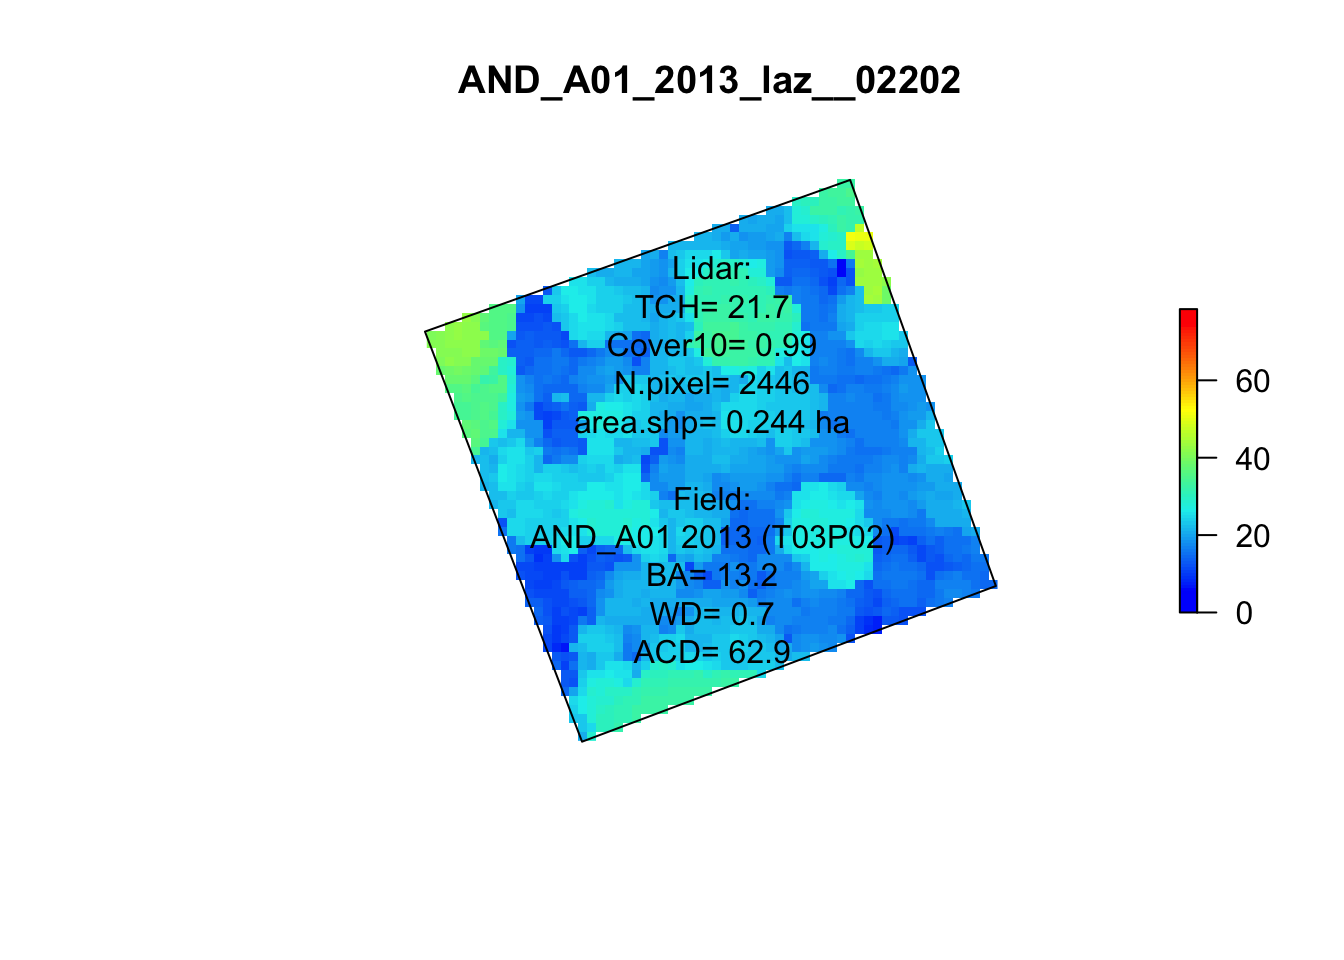 AND_A01_2013_laz__02202
Lidar:
TCH= 21.7
Cover10= 0.99
N.pixel= 2446
area.shp= 0.244 ha
Field:
AND_A01 2013 (T03P02)
BA= 13.2
WD= 0.7
ACD= 62.9
60
40
20
0